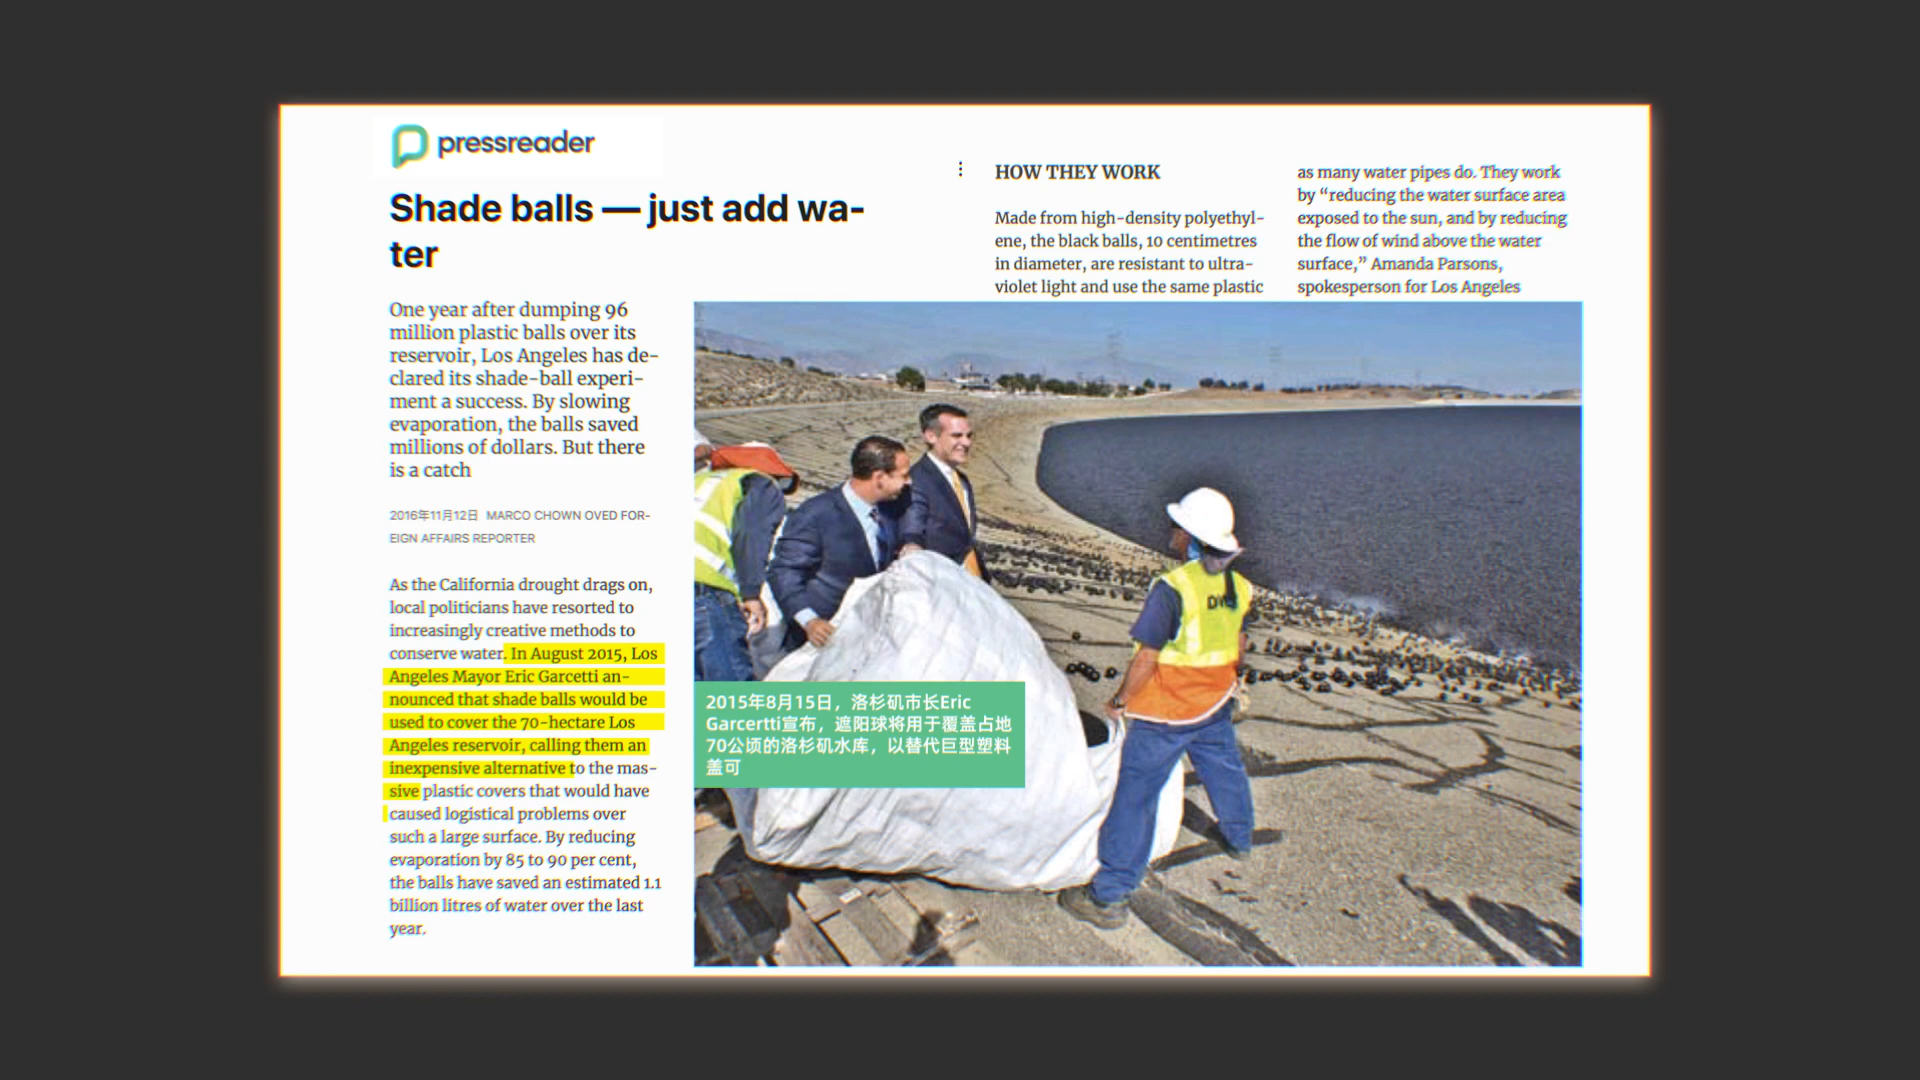 pressreader
Shade balls — just add wa-
ter
One year after dumping 96
million plastic balls over its
reservoir, Los Angeles has de-
clared its shade-ball experi-
ment a success. By slowing
evaporation, the balls saved
millions of dollars. But there
is a catch
2016年11月12日 MARCO CHOWN OVED FOR-
EIGN AFFAIRS REPORTER
As the California drought drags on,
local politicians have resorted to
increasingly creative methods to
conserve water. In August 2015, Los
Angeles Mayor Eric Garcetti an-
nounced that shade balls would be
used to cover the 70-hectare Los
Angeles reservoir, calling them an
inexpensive alternative to the mas-
sive plastic covers that would have
caused logistical problems over
such a large surface. By reducing
evaporation by 85 to 90 per cent,
the balls have saved an estimated 1.1
billion litres of water over the last
year.
HOW THEY WORK
Made from high-density polyethyl-
ene, the black balls, 10 centimetres
in diameter, are resistant to ultra-
violet light and use the same plastic
as many water pipes do. They work
by “reducing the water surface area
exposed to the sun, and by reducing
the flow of wind above the water
surface,” Amanda Parsons,
spokesperson for Los Angeles
2015年8月15日，洛杉矶市长Eric
Garcertti宣布，遮阳球将用于覆盖占地
70公顷的洛杉矶水库，以替代巨型塑料
盖可